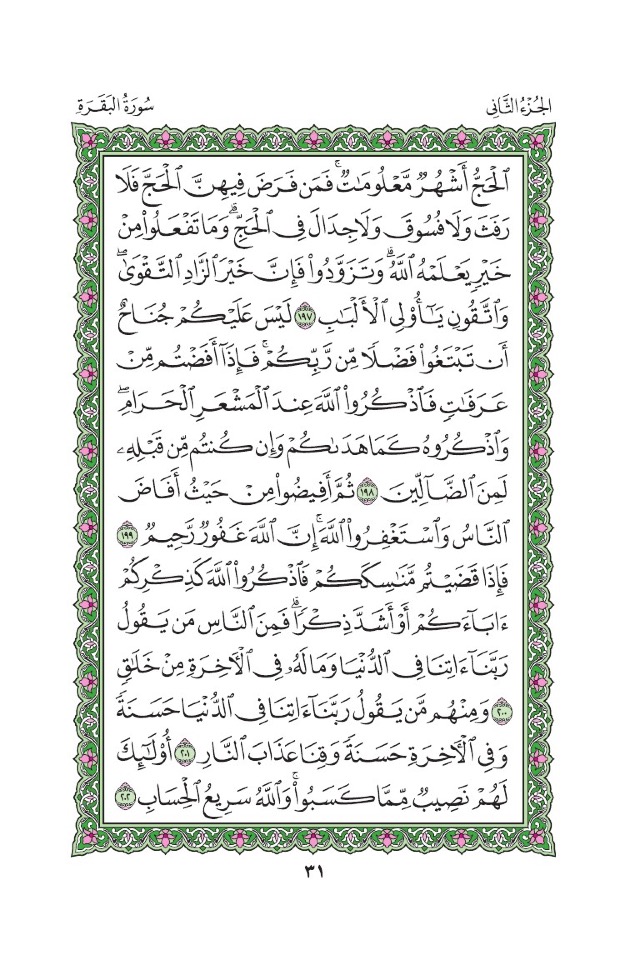 الجُزْءُ الثَّانِي
سُورَةُ البَقَرَةِ
ٱلْحَجُّ أَشْهُرٌ مَّعْلُومَٰتٌ ۚ فَمَن فَرَضَ فِيهِنَّ ٱلْحَجَّ فَلَا
رَفَثَ وَلَا فُسُوقَ وَلَا جِدَالَ فِى ٱلْحَجِّ ۗ وَمَا تَفْعَلُوا۟ مِنْ
خَيْرٍ يَعْلَمْهُ ٱللَّهُ ۗ وَتَزَوَّدُوا۟ فَإِنَّ خَيْرَ ٱلزَّادِ ٱلتَّقْوَىٰ ۖ
وَٱتَّقُونِ يَٰٓأُو۟لِى ٱلْأَلْبَٰبِ ١٩٧ لَيْسَ عَلَيْكُمْ جُنَاحٌ
أَن تَبْتَغُوا۟ فَضْلًا مِّن رَّبِّكُمْ ۚ فَإِذَآ أَفَضْتُم مِّنْ
عَرَفَٰتٍ فَٱذْكُرُوا۟ ٱللَّهَ عِندَ ٱلْمَشْعَرِ ٱلْحَرَامِ ۖ
وَٱذْكُرُوهُ كَمَا هَدَىٰكُمْ وَإِن كُنتُم مِّن قَبْلِهِۦ
لَمِنَ ٱلضَّآلِّينَ ١٩٨ ثُمَّ أَفِيضُوا۟ مِنْ حَيْثُ أَفَاضَ
ٱلنَّاسُ وَٱسْتَغْفِرُوا۟ ٱللَّهَ ۚ إِنَّ ٱللَّهَ غَفُورٌ رَّحِيمٌ ١٩٩
فَإِذَا قَضَيْتُم مَّنَٰسِكَكُمْ فَٱذْكُرُوا۟ ٱللَّهَ كَذِكْرِكُمْ
ءَابَآءَكُمْ أَوْ أَشَدَّ ذِكْرًا ۗ فَمِنَ ٱلنَّاسِ مَن يَقُولُ
رَبَّنَآ ءَاتِنَا فِى ٱلدُّنْيَا وَمَا لَهُۥ فِى ٱلْأٓخِرَةِ مِنْ خَلَٰقٍ
٢٠٠ وَمِنْهُم مَّن يَقُولُ رَبَّنَآ ءَاتِنَا فِى ٱلدُّنْيَا حَسَنَةً
وَفِى ٱلْأٓخِرَةِ حَسَنَةً وَقِنَا عَذَابَ ٱلنَّارِ ٢٠١ أُو۟لَٰٓئِكَ
لَهُمْ نَصِيبٌ مِّمَّا كَسَبُوا۟ ۚ وَٱللَّهُ سَرِيعُ ٱلْحِسَابِ ٢٠٢
٣١